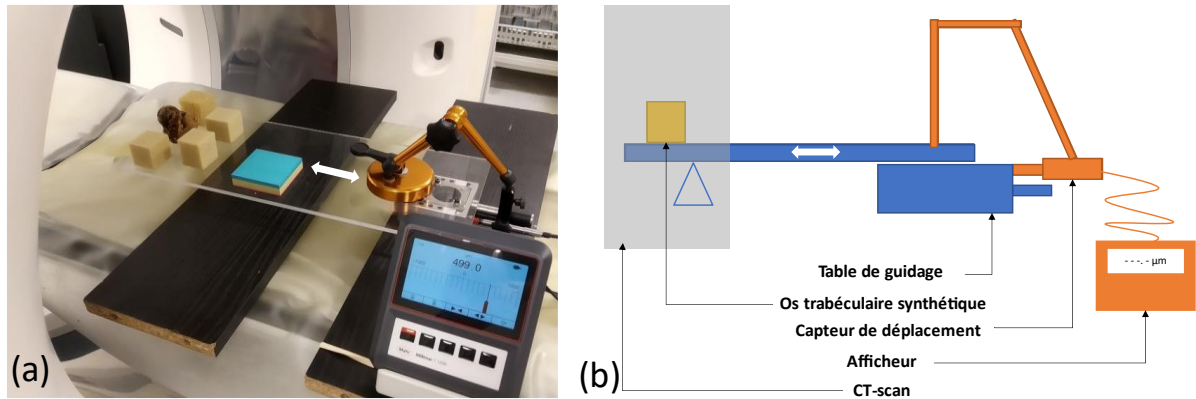 499.0
(a)
- - -. - µm
Table de guidage
Os trabéculaire synthétique
Capteur de déplacement
Afficheur
CT-scan
(b)